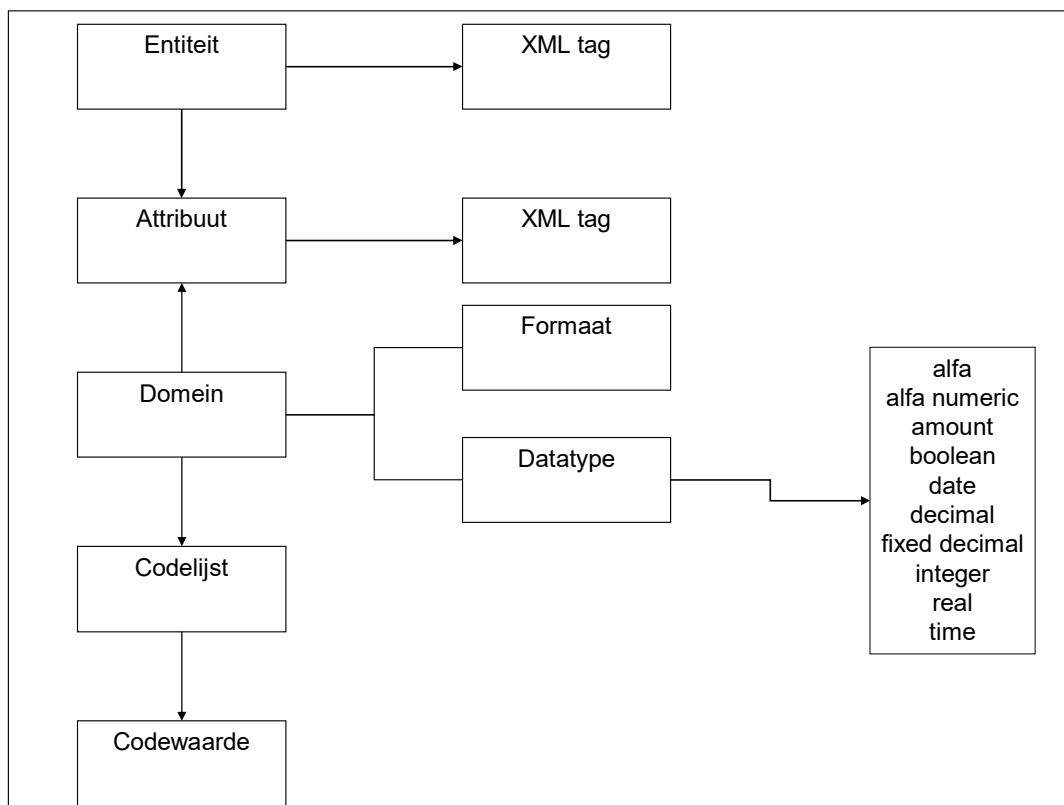 Entiteit
XML tag
Attribuut
XML tag
Formaat
Domein
Datatype
alfa
alfa numeric
amount
boolean
date
decimal
fixed decimal
integer
real
time
Codelijst
Codewaarde